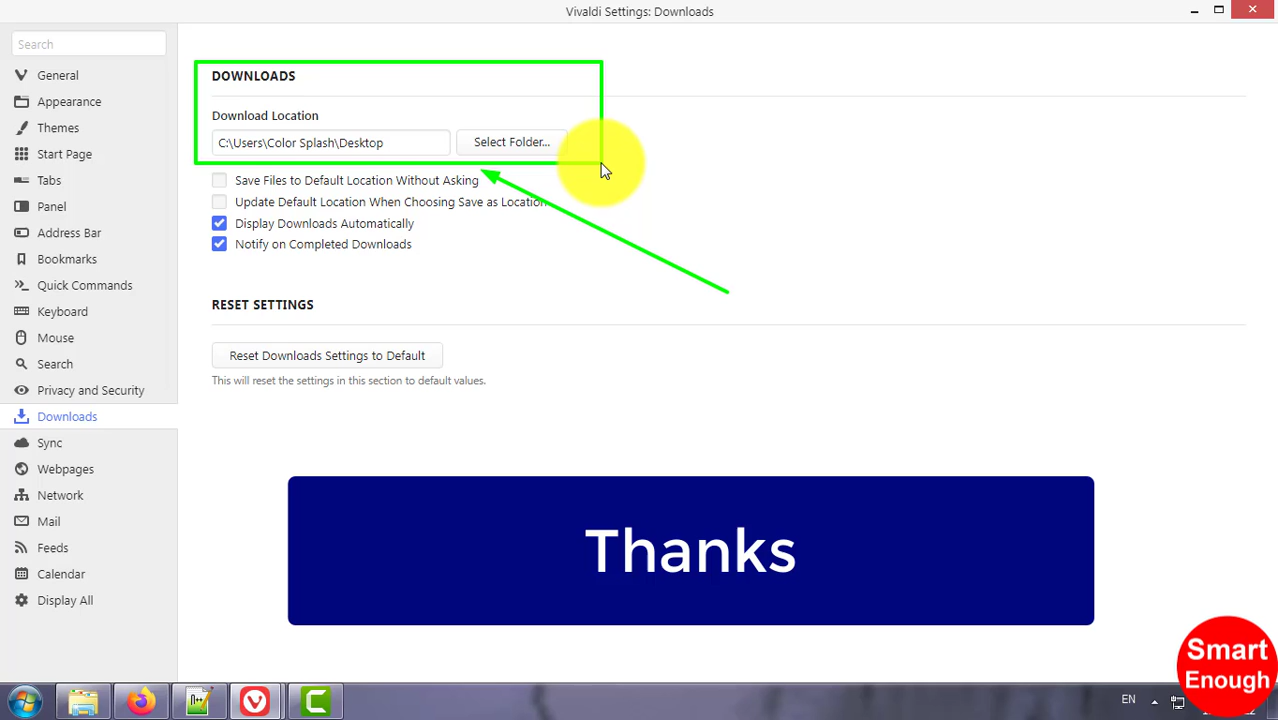 Vivaldi Settings: Downloads
Search
General
Appearance
Themes
Start Page
Tabs
Panel
Address Bar
Bookmarks
Quick Commands
Keyboard
Mouse
Search
Privacy and Security
Downloads
Sync
Webpages
Network
Mail
Feeds
Calendar
Display All
DOWNLOADS
Download Location
C:\Users\Color Splash\Desktop
Select Folder...
Save Files to Default Location Without Asking
Update Default Location When Choosing Save as Location
Display Downloads Automatically
Notify on Completed Downloads
RESET SETTINGS
Reset Downloads Settings to Default
This will reset the settings in this section to default values.
Thanks
Smart
Enough
EN